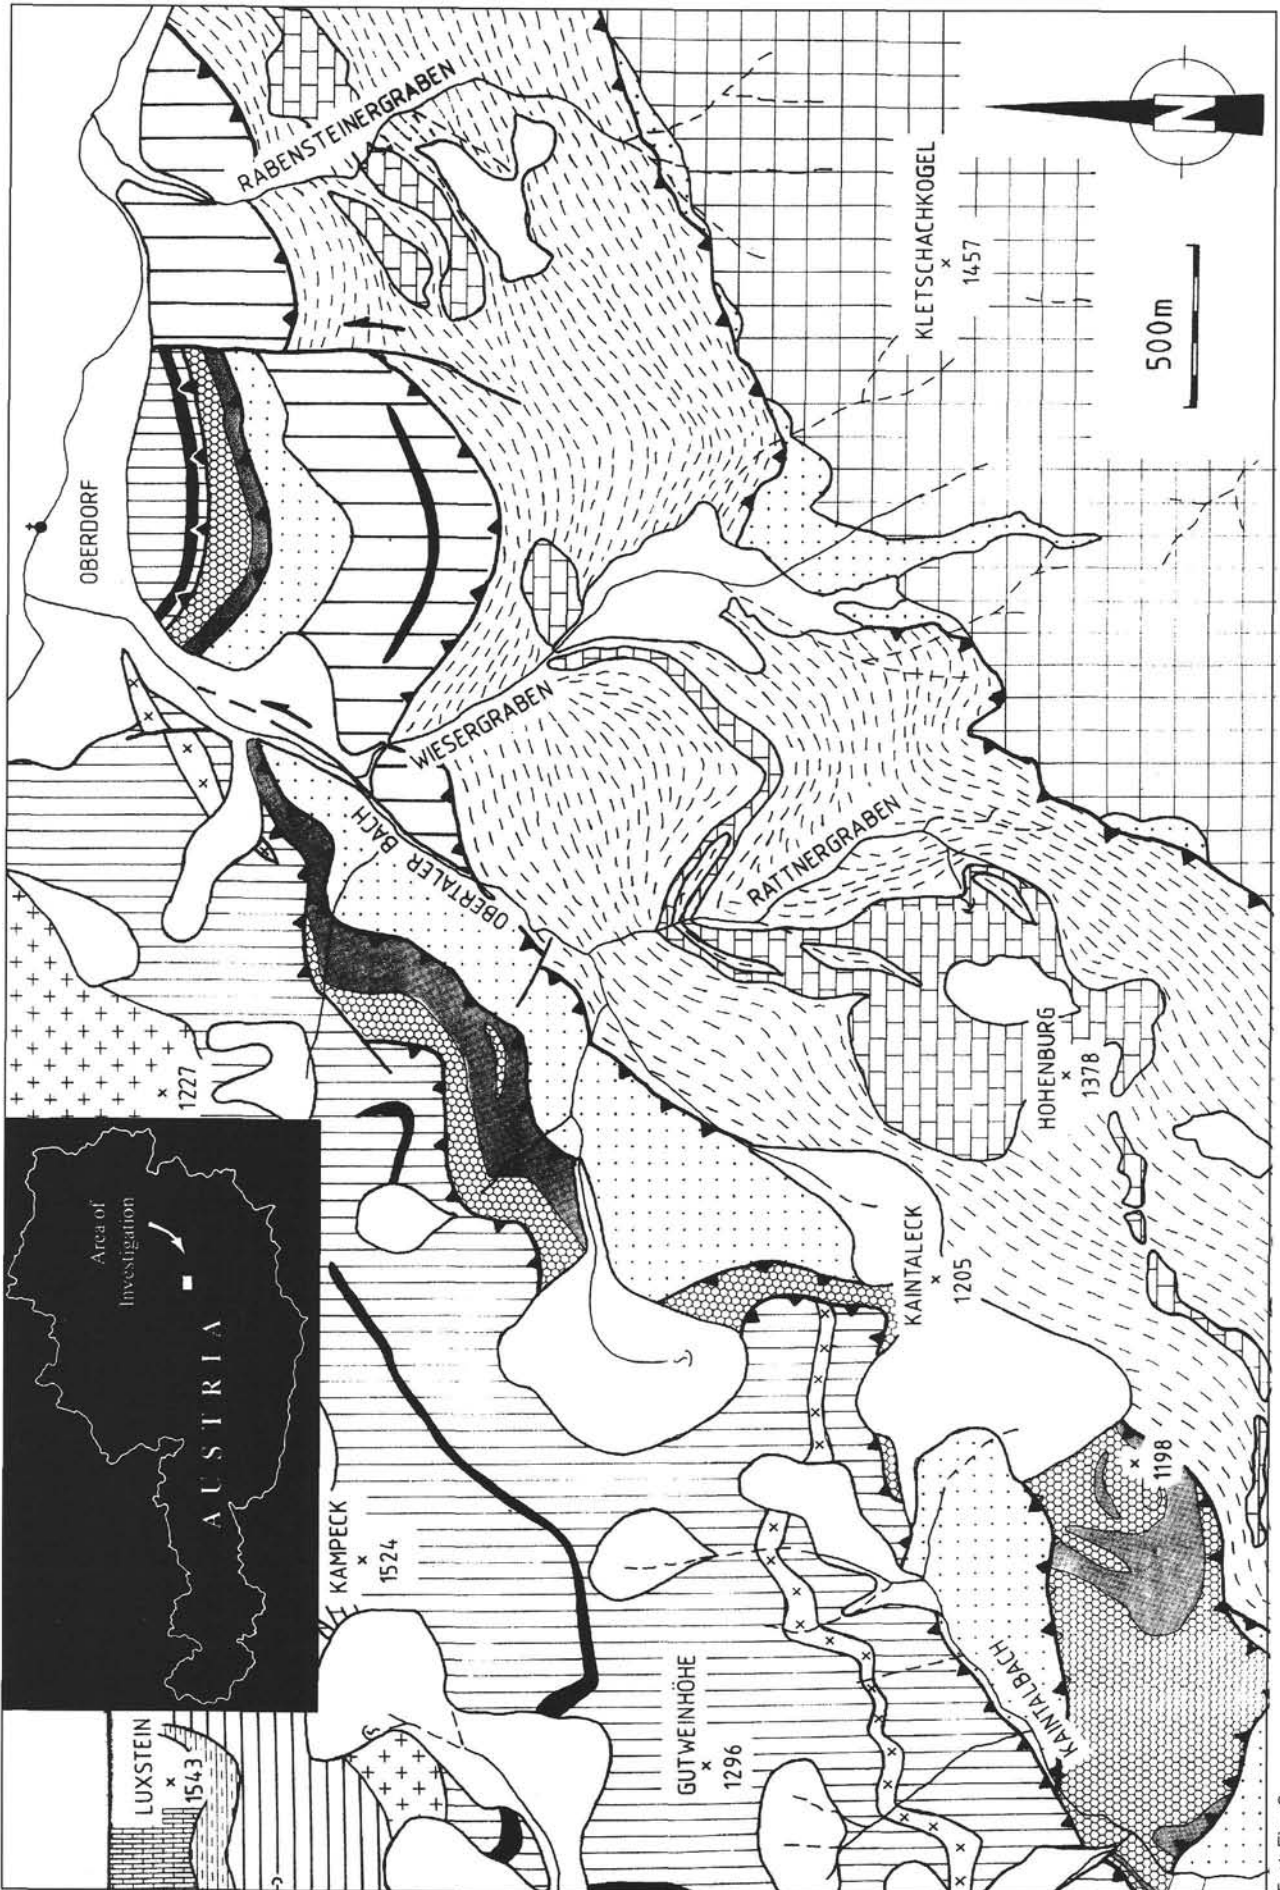 RABENSTEINERGRABEN
KLETSCHACHKOGEL
×
1457
N
500m
OBERDORF
WIESERGRABEN
OBERTALER BACH
RATTNERGRABEN
× 1227
HOHENBURG
×
1378
Area of
Investigation
AUSTRIA
KAINTALECK
×
1205
KAMPECK
×
1524
×
1198
LUXSTEIN
×
1543
GUTWEINHÖHE
×
1296
KAINTALBACH